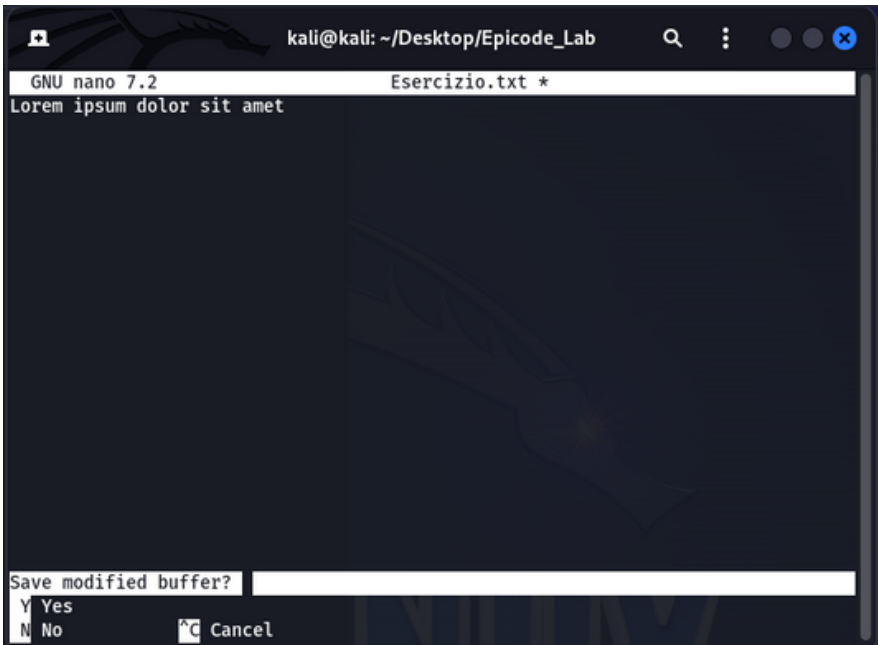 kali@kali: ~/Desktop/Epicode_Lab
GNU nano 7.2 Esercizio.txt *
Lorem ipsum dolor sit amet
Save modified buffer?
Y Yes
N No ^C Cancel